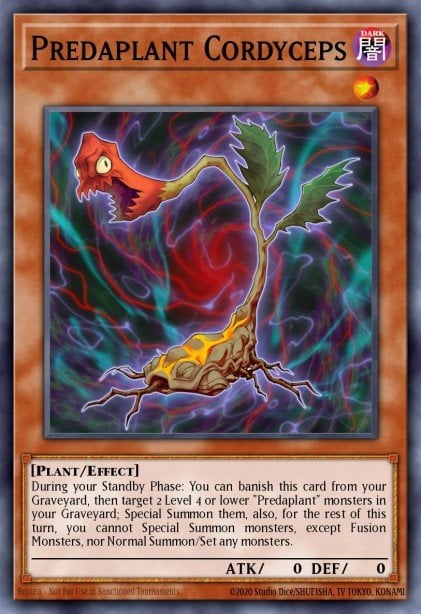 PREDAPLANT CORDYCEPS
DARK
闇
[PLANT/EFFECT]
During your Standby Phase: You can banish this card from your
Graveyard, then target 2 Level 4 or lower "Predaplant" monsters in
your Graveyard; Special Summon them, also, for the rest of this
turn, you cannot Special Summon monsters, except Fusion
Monsters, nor Normal Summon/Set any monsters.
ATK/ 0 DEF/ 0
Replica - Not For Use in Sanctioned Tournaments
©2020 Studio Dice/SHUEISHA, TV TOKYO, KONAMI